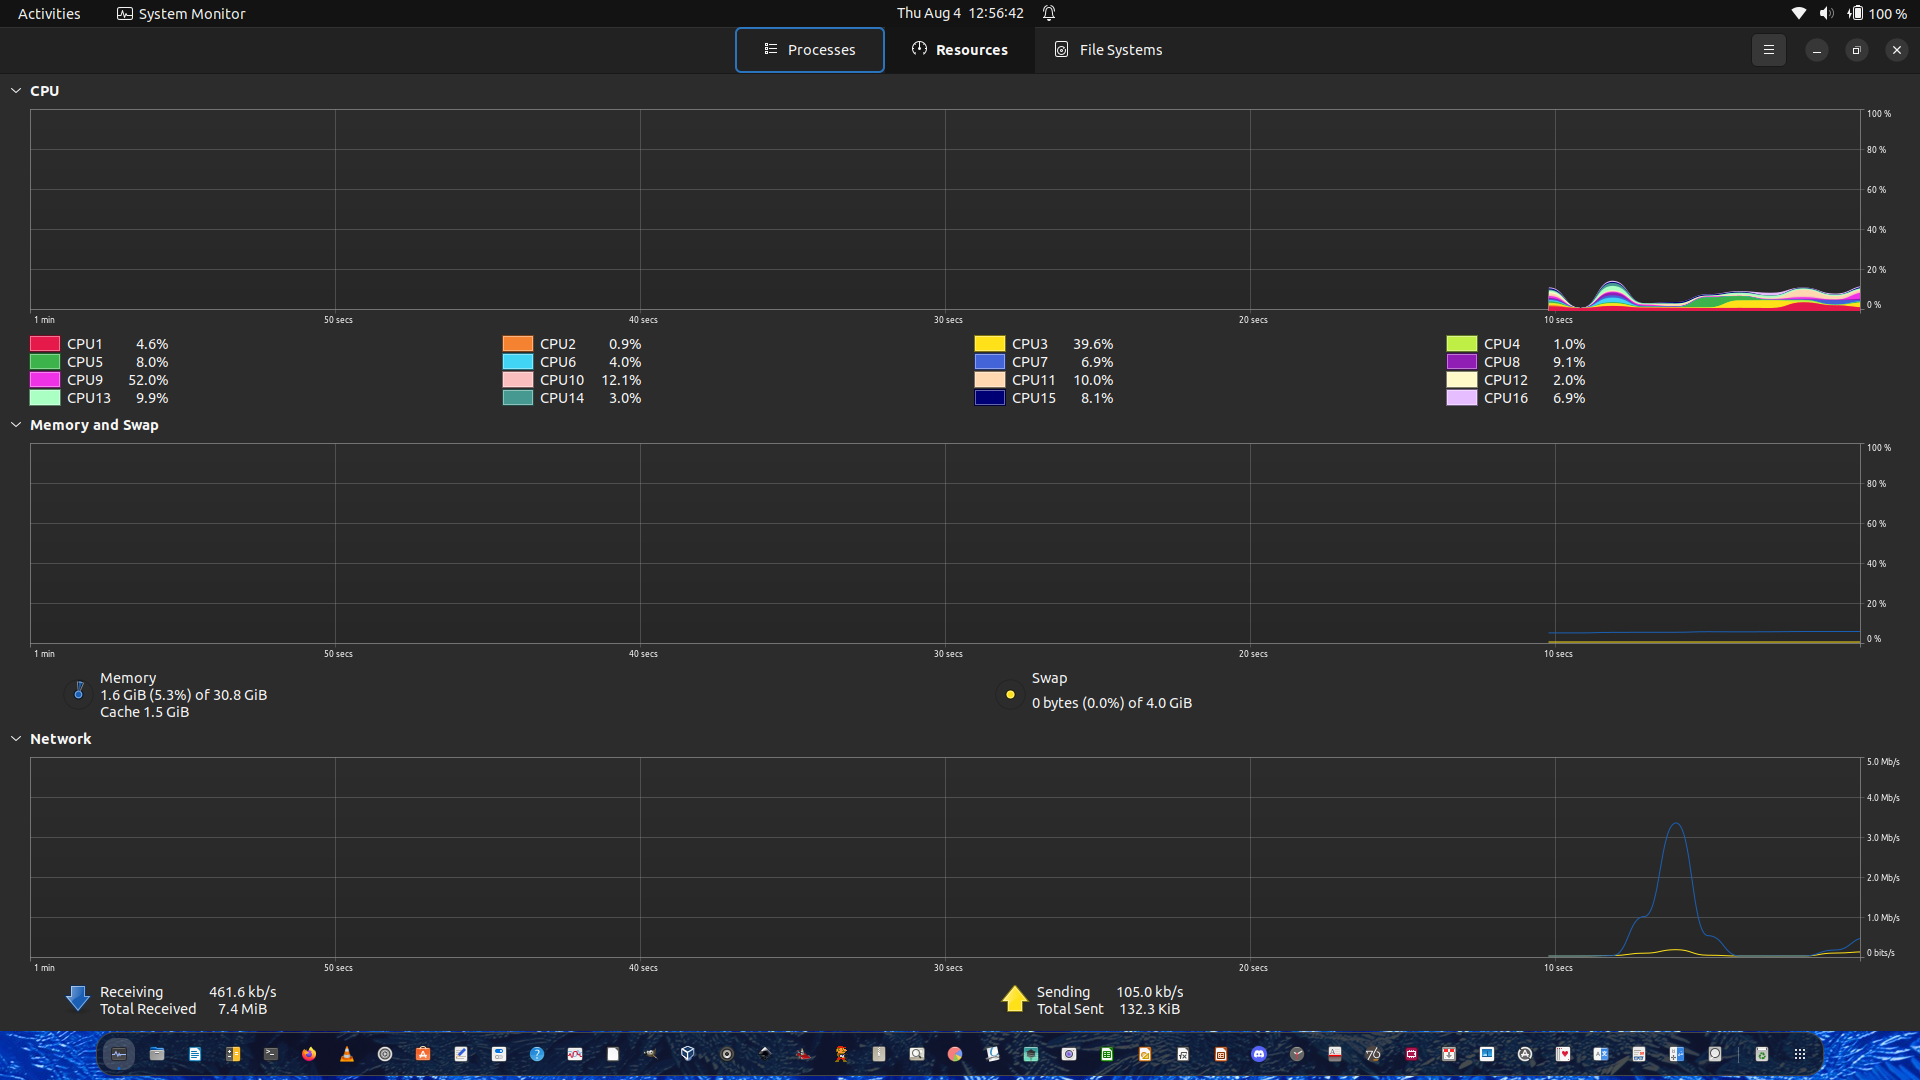 Activities System Monitor Thu Aug 4 12:56:42 100 %
Processes Resources File Systems
CPU
100 %
80 %
60 %
40 %
20 %
0 %
1 min 50 secs 40 secs 30 secs 20 secs 10 secs
CPU1 4.6% CPU2 0.9% CPU3 39.6% CPU4 1.0%
CPU5 8.0% CPU6 4.0% CPU7 6.9% CPU8 9.1%
CPU9 52.0% CPU10 12.1% CPU11 10.0% CPU12 2.0%
CPU13 9.9% CPU14 3.0% CPU15 8.1% CPU16 6.9%
Memory and Swap
100 %
80 %
60 %
40 %
20 %
0 %
1 min 50 secs 40 secs 30 secs 20 secs 10 secs
Memory
1.6 GiB (5.3%) of 30.8 GiB
Cache 1.5 GiB
Swap
0 bytes (0.0%) of 4.0 GiB
Network
5.0 Mb/s
4.0 Mb/s
3.0 Mb/s
2.0 Mb/s
1.0 Mb/s
0 bits/s
1 min 50 secs 40 secs 30 secs 20 secs 10 secs
Receiving 461.6 kb/s
Total Received 7.4 MiB
Sending 105.0 kb/s
Total Sent 132.3 KiB
76